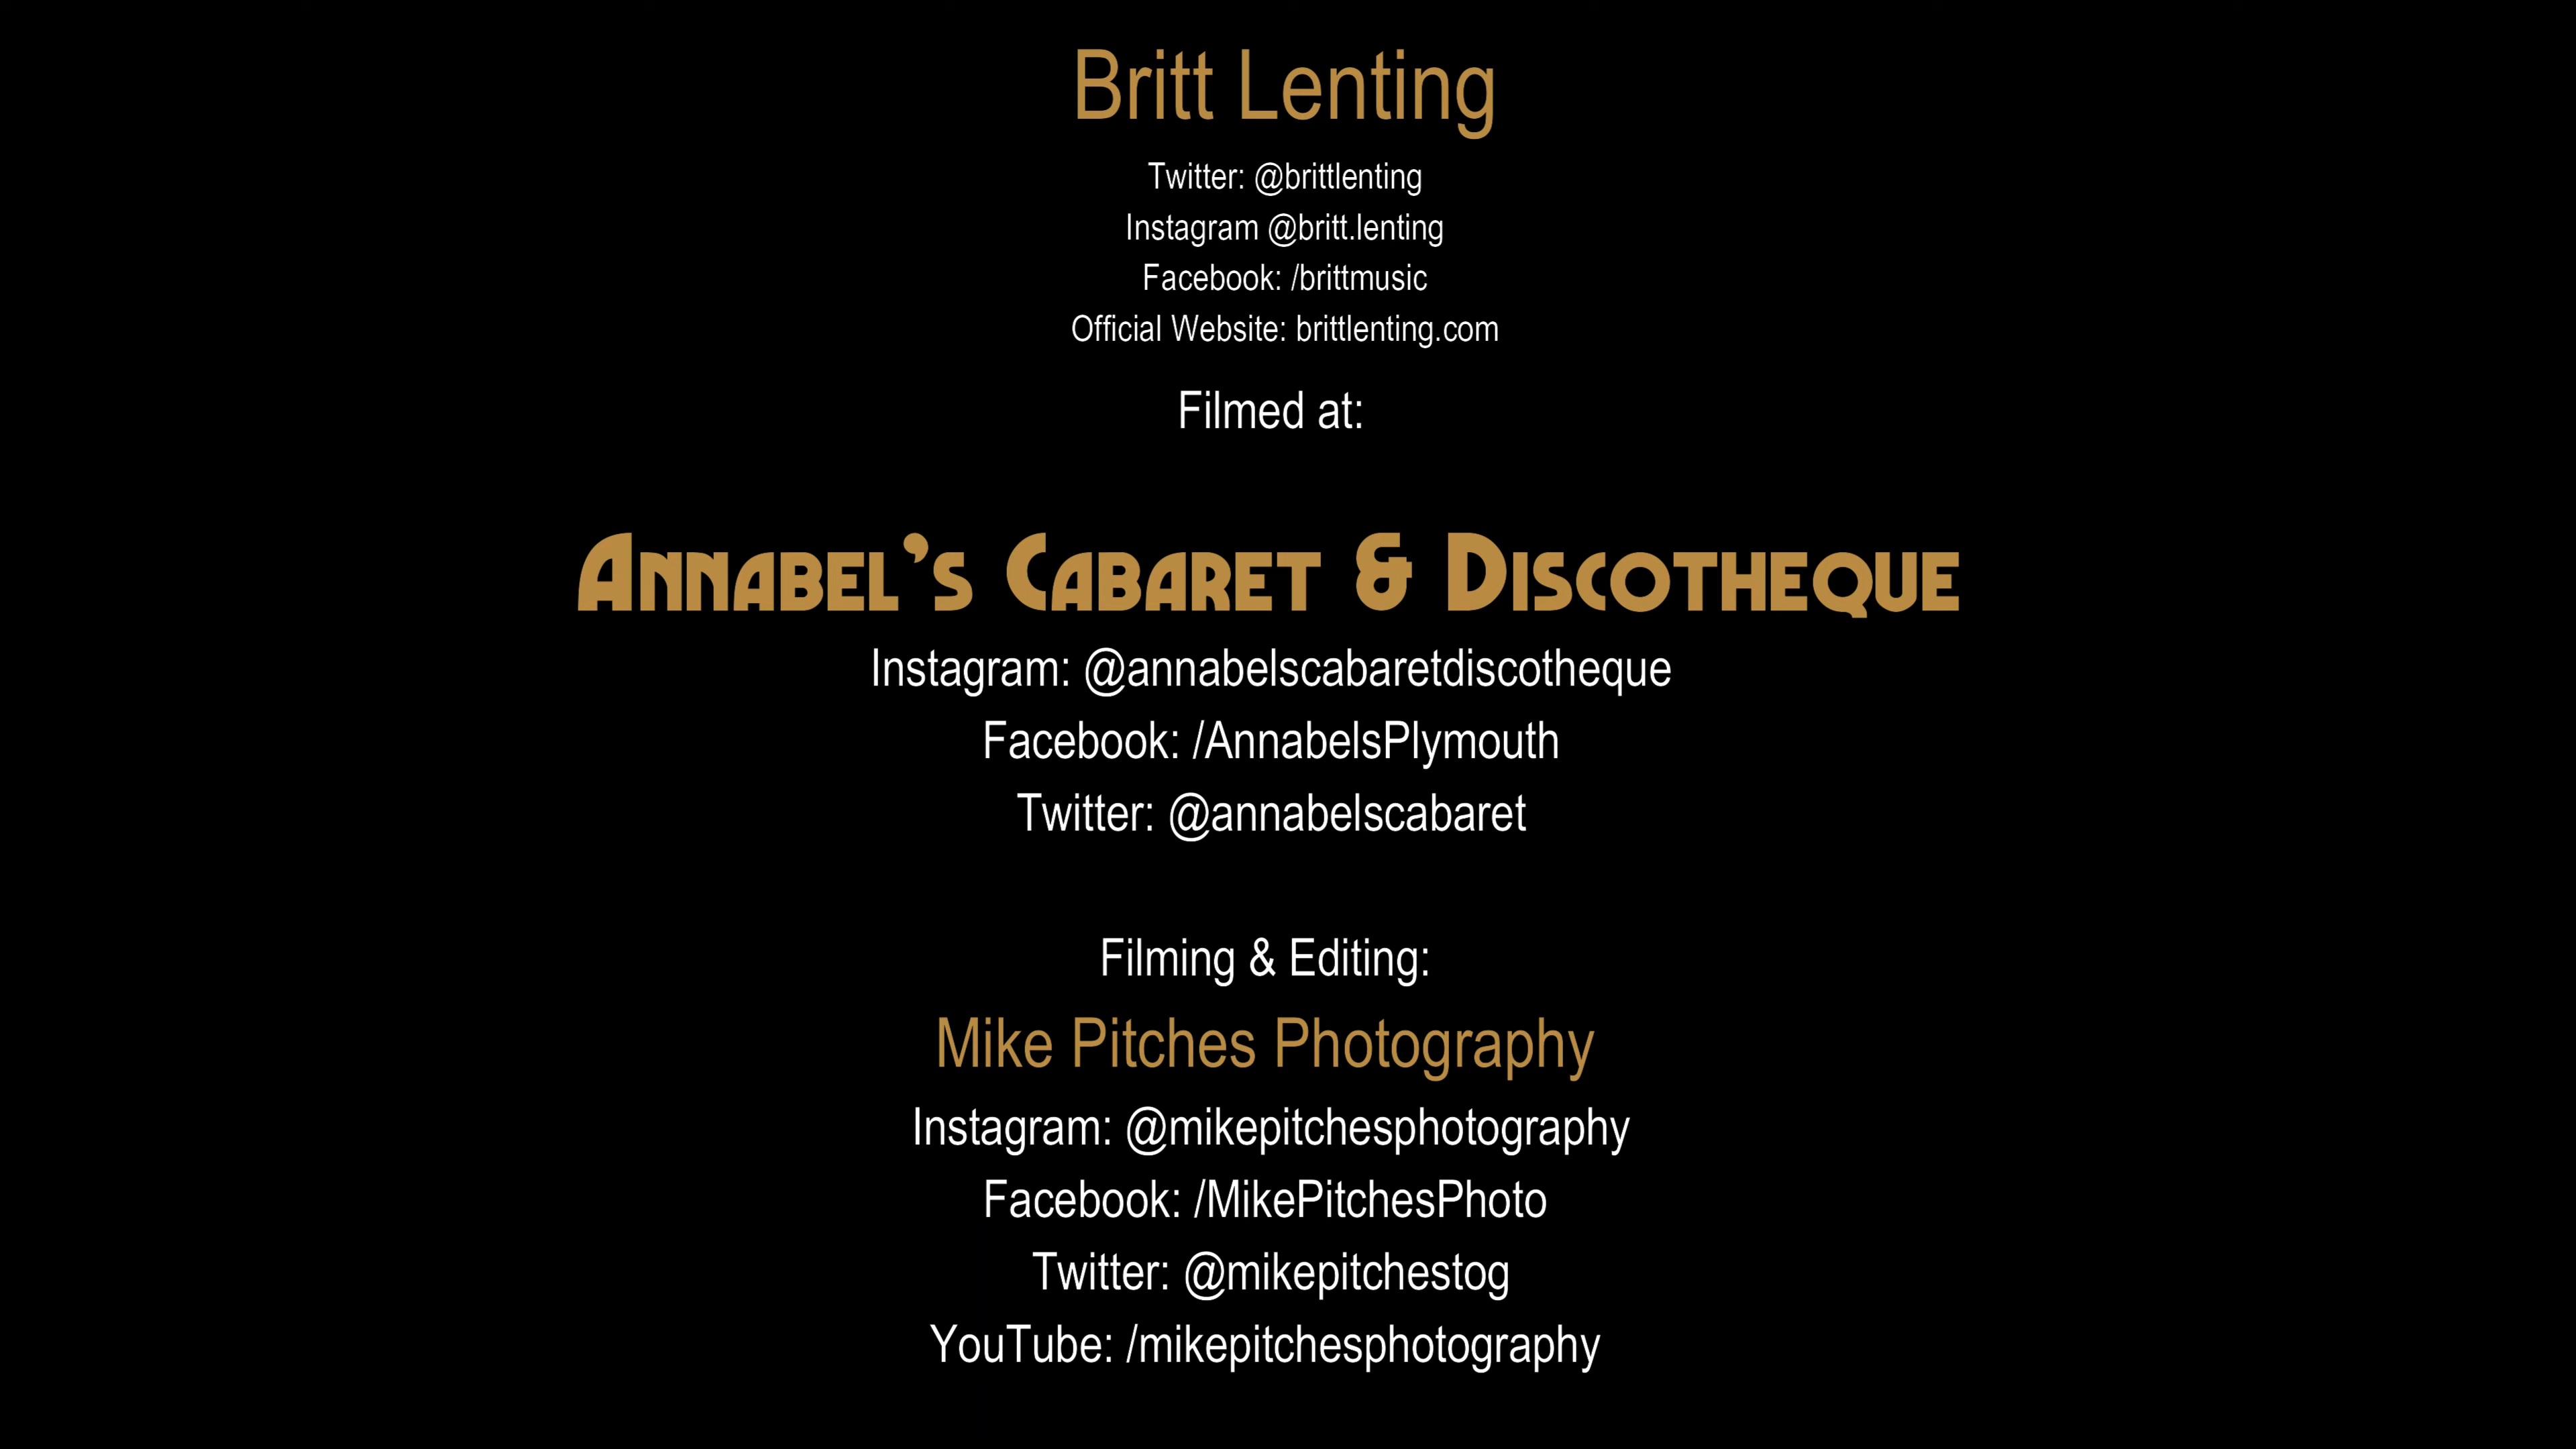 Britt Lenting
Twitter: @brittlenting
Instagram @britt.lenting
Facebook: /brittmusic
Official Website: brittlenting.com
Filmed at:
Annabel's Cabaret & Discotheque
Instagram: @annabelscabaretdiscotheque
Facebook: /AnnabelsPlymouth
Twitter: @annabelscabaret
Filming & Editing:
Mike Pitches Photography
Instagram: @mikepitchesphotography
Facebook: /MikePitchesPhoto
Twitter: @mikepitchestog
YouTube: /mikepitchesphotography